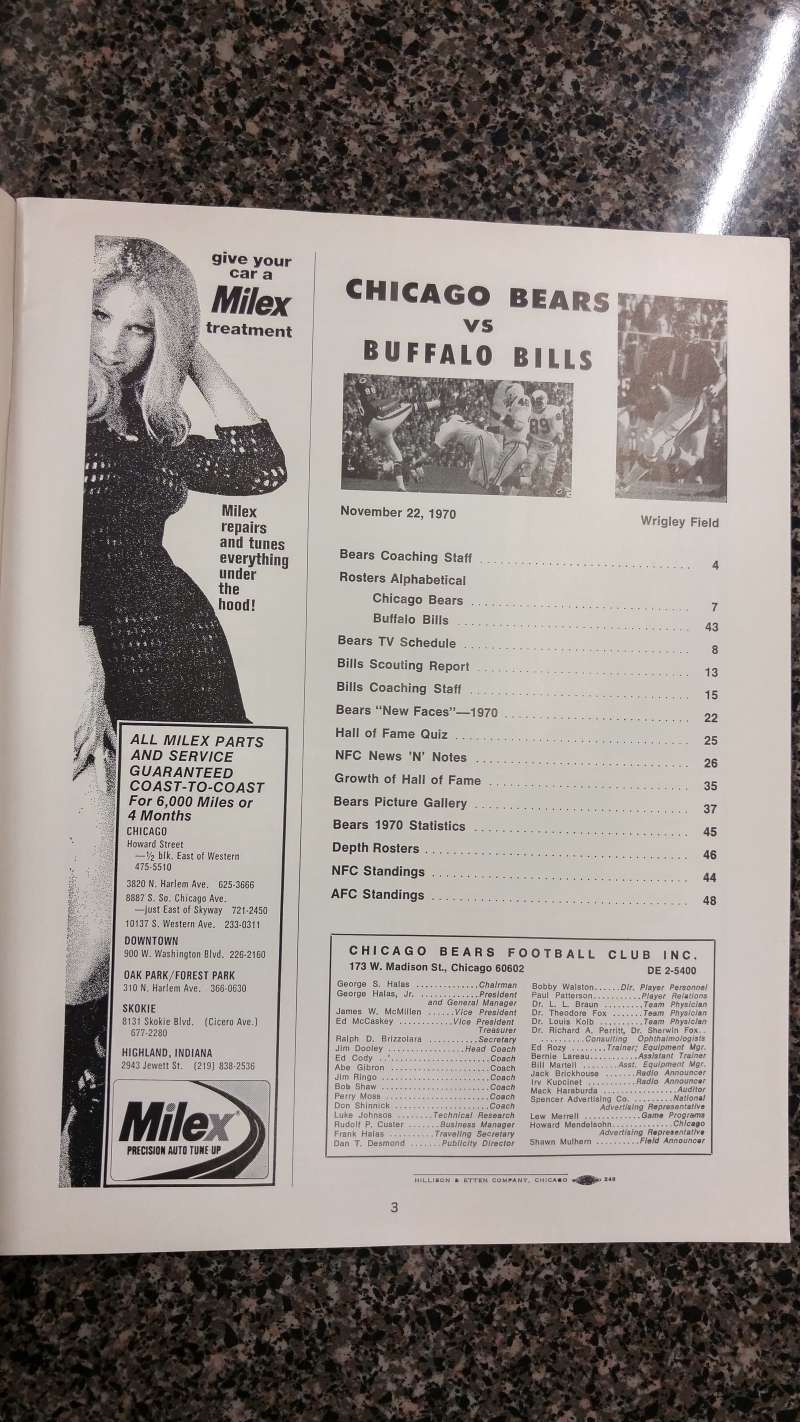 give your
car a
Milex
treatment
Milex
repairs
and tunes
everything
under
the
hood!
ALL MILEX PARTS
AND SERVICE
GUARANTEED
COAST-TO-COAST
For 6,000 Miles or
4 Months
CHICAGO
Howard Street
—½ blk. East of Western
475-5510
3820 N. Harlem Ave. 625-3666
8887 S. So. Chicago Ave.
—just East of Skyway 721-2450
10137 S. Western Ave. 233-0311
DOWNTOWN
900 W. Washington Blvd. 226-2160
OAK PARK/FOREST PARK
310 N. Harlem Ave. 366-0630
SKOKIE
8131 Skokie Blvd. (Cicero Ave.)
677-2280
HIGHLAND, INDIANA
2943 Jewett St. (219) 838-2536
Milex
PRECISION AUTO TUNE UP
CHICAGO BEARS
VS
BUFFALO BILLS
89
November 22, 1970
Wrigley Field
Bears Coaching Staff 4
Rosters Alphabetical
Chicago Bears 7
Buffalo Bills 43
Bears TV Schedule 8
Bills Scouting Report 13
Bills Coaching Staff 15
Bears "New Faces"—1970 22
Hall of Fame Quiz 25
NFC News 'N' Notes 26
Growth of Hall of Fame 35
Bears Picture Gallery 37
Bears 1970 Statistics 45
Depth Rosters 46
NFC Standings 44
AFC Standings 48
CHICAGO BEARS FOOTBALL CLUB INC.
173 W. Madison St., Chicago 60602 DE 2-5400
George S. Halas Chairman
George Halas, Jr. President
and General Manager
James W. McMillen Vice President
Ed McCaskey Vice President
Treasurer
Ralph D. Brizzolara Secretary
Jim Dooley Head Coach
Ed Cody Coach
Abe Gibron Coach
Jim Ringo Coach
Bob Shaw Coach
Perry Moss Coach
Don Shinnick Coach
Luke Johnsos Technical Research
Rudolf P. Custer Business Manager
Frank Halas Traveling Secretary
Dan T. Desmond Publicity Director
Bobby Walston Dir. Player Personnel
Paul Patterson Player Relations
Dr. L. L. Braun Team Physician
Dr. Theodore Fox Team Physician
Dr. Louis Kolb Team Physician
Dr. Richard A. Perritt, Dr. Sherwin Fox
Consulting Ophthalmologists
Ed Rozy Trainer; Equipment Mgr.
Bernie Lareau Assistant Trainer
Bill Martell Asst. Equipment Mgr.
Jack Brickhouse Radio Announcer
Irv Kupcinet Radio Announcer
Mack Haraburda Auditor
Spencer Advertising Co. National
Advertising Representative
Lew Merrell Game Programs
Howard Mendelsohn Chicago
Advertising Representative
Shawn Mulhern Field Announcer
HILLISON & ETTEN COMPANY, CHICAGO 249
3